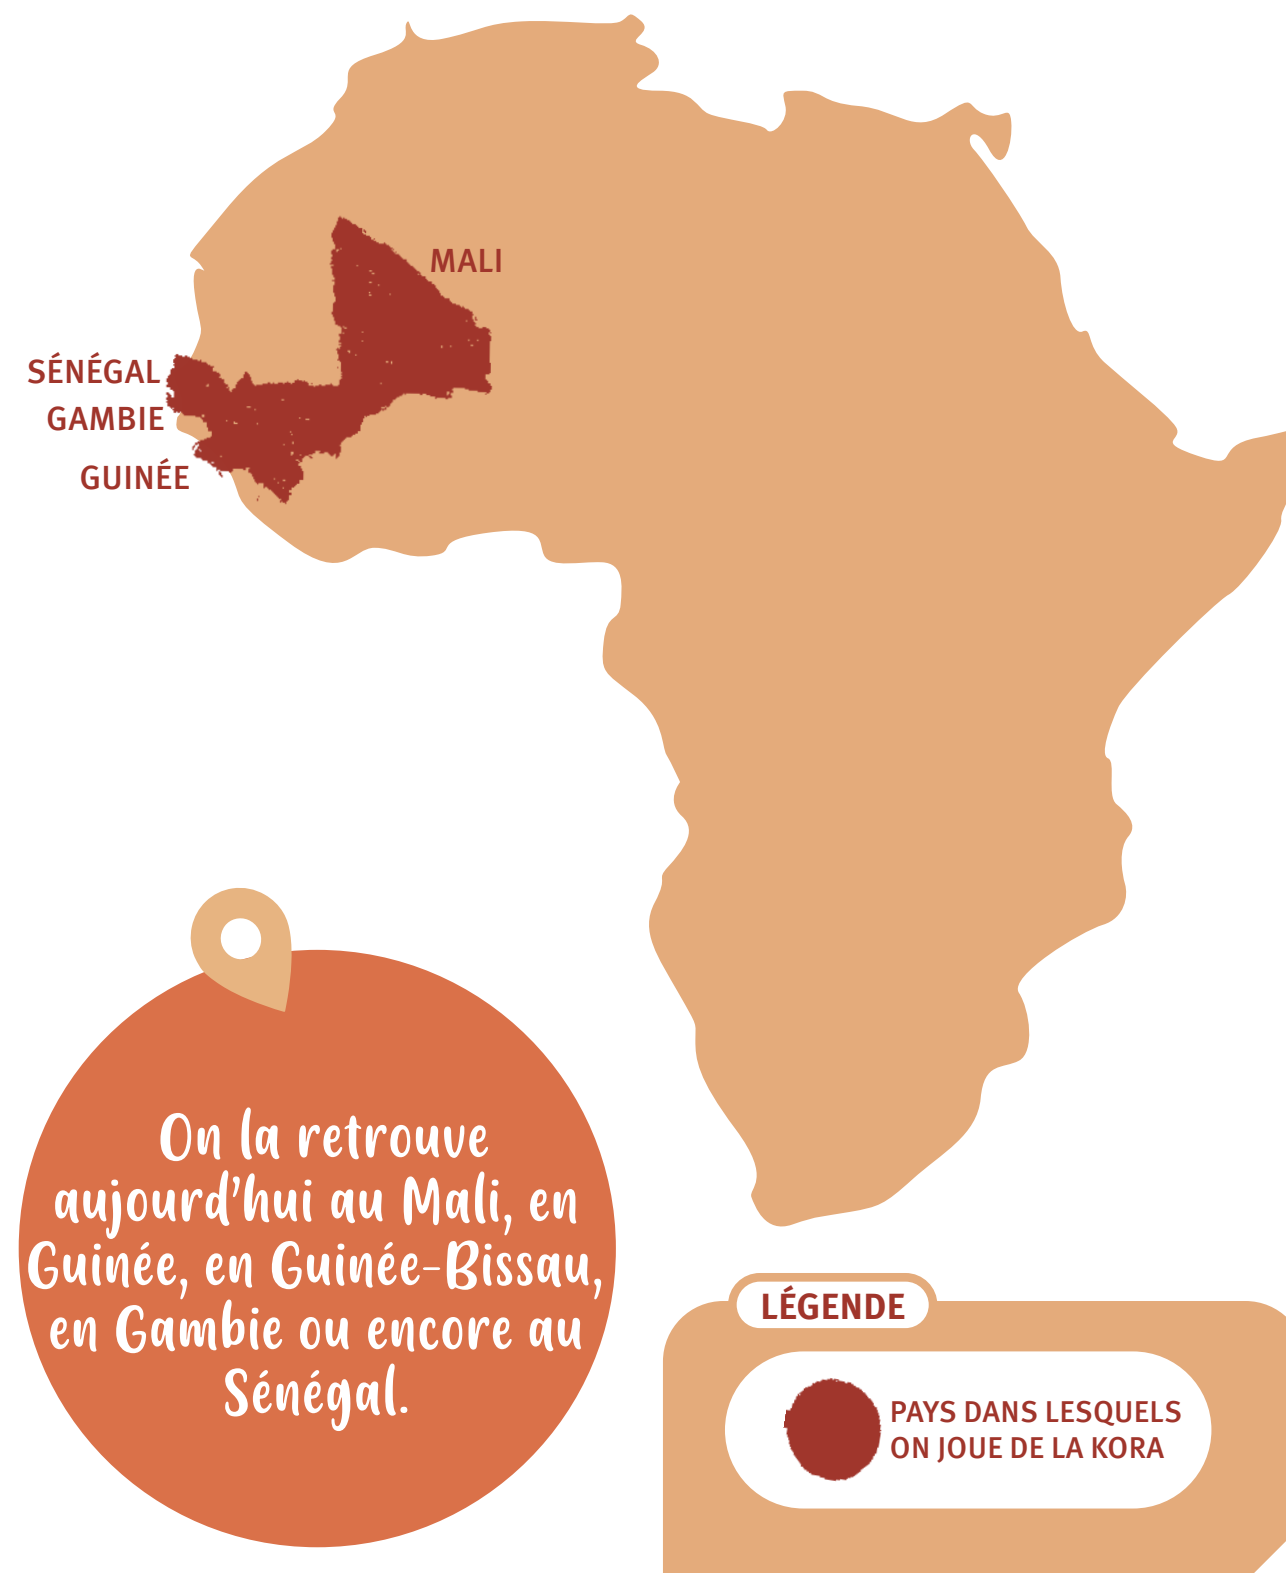 MALI
SÉNÉGAL
GAMBIE
GUINÉE
On la retrouve
aujourd'hui au Mali, en
Guinée, en Guinée-Bissau,
en Gambie ou encore au
Sénégal.
LÉGENDE
PAYS DANS LESQUELS
ON JOUE DE LA KORA